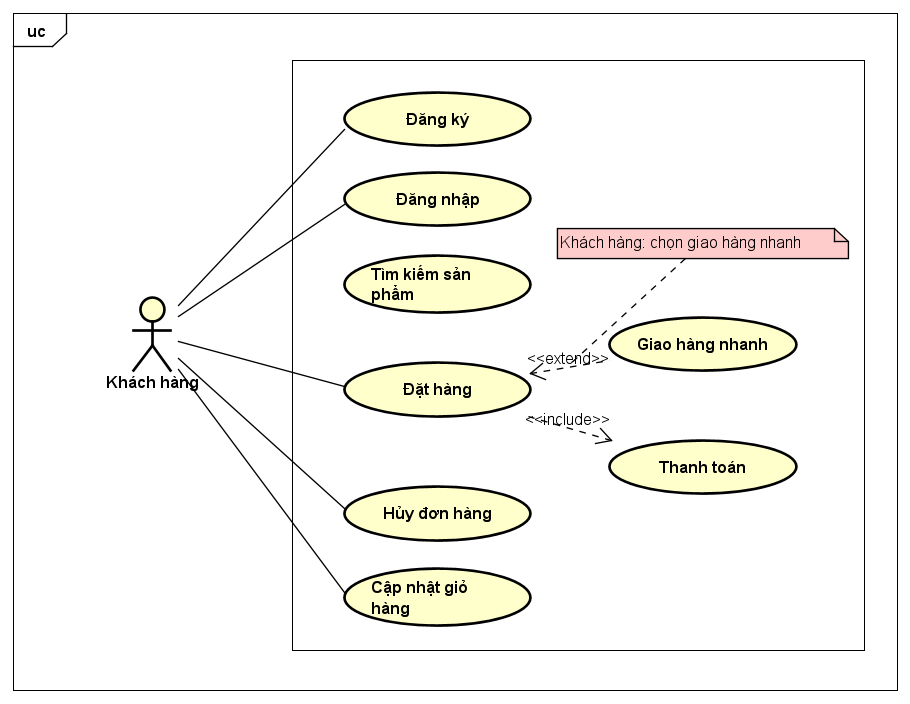 uc
Đăng ký
Đăng nhập
Khách hàng: chọn giao hàng nhanh
Tìm kiếm sản
phẩm
Giao hàng nhanh
<<extend>>
Khách hàng
Đặt hàng
<<include>>
Thanh toán
Hủy đơn hàng
Cập nhật giỏ
hàng